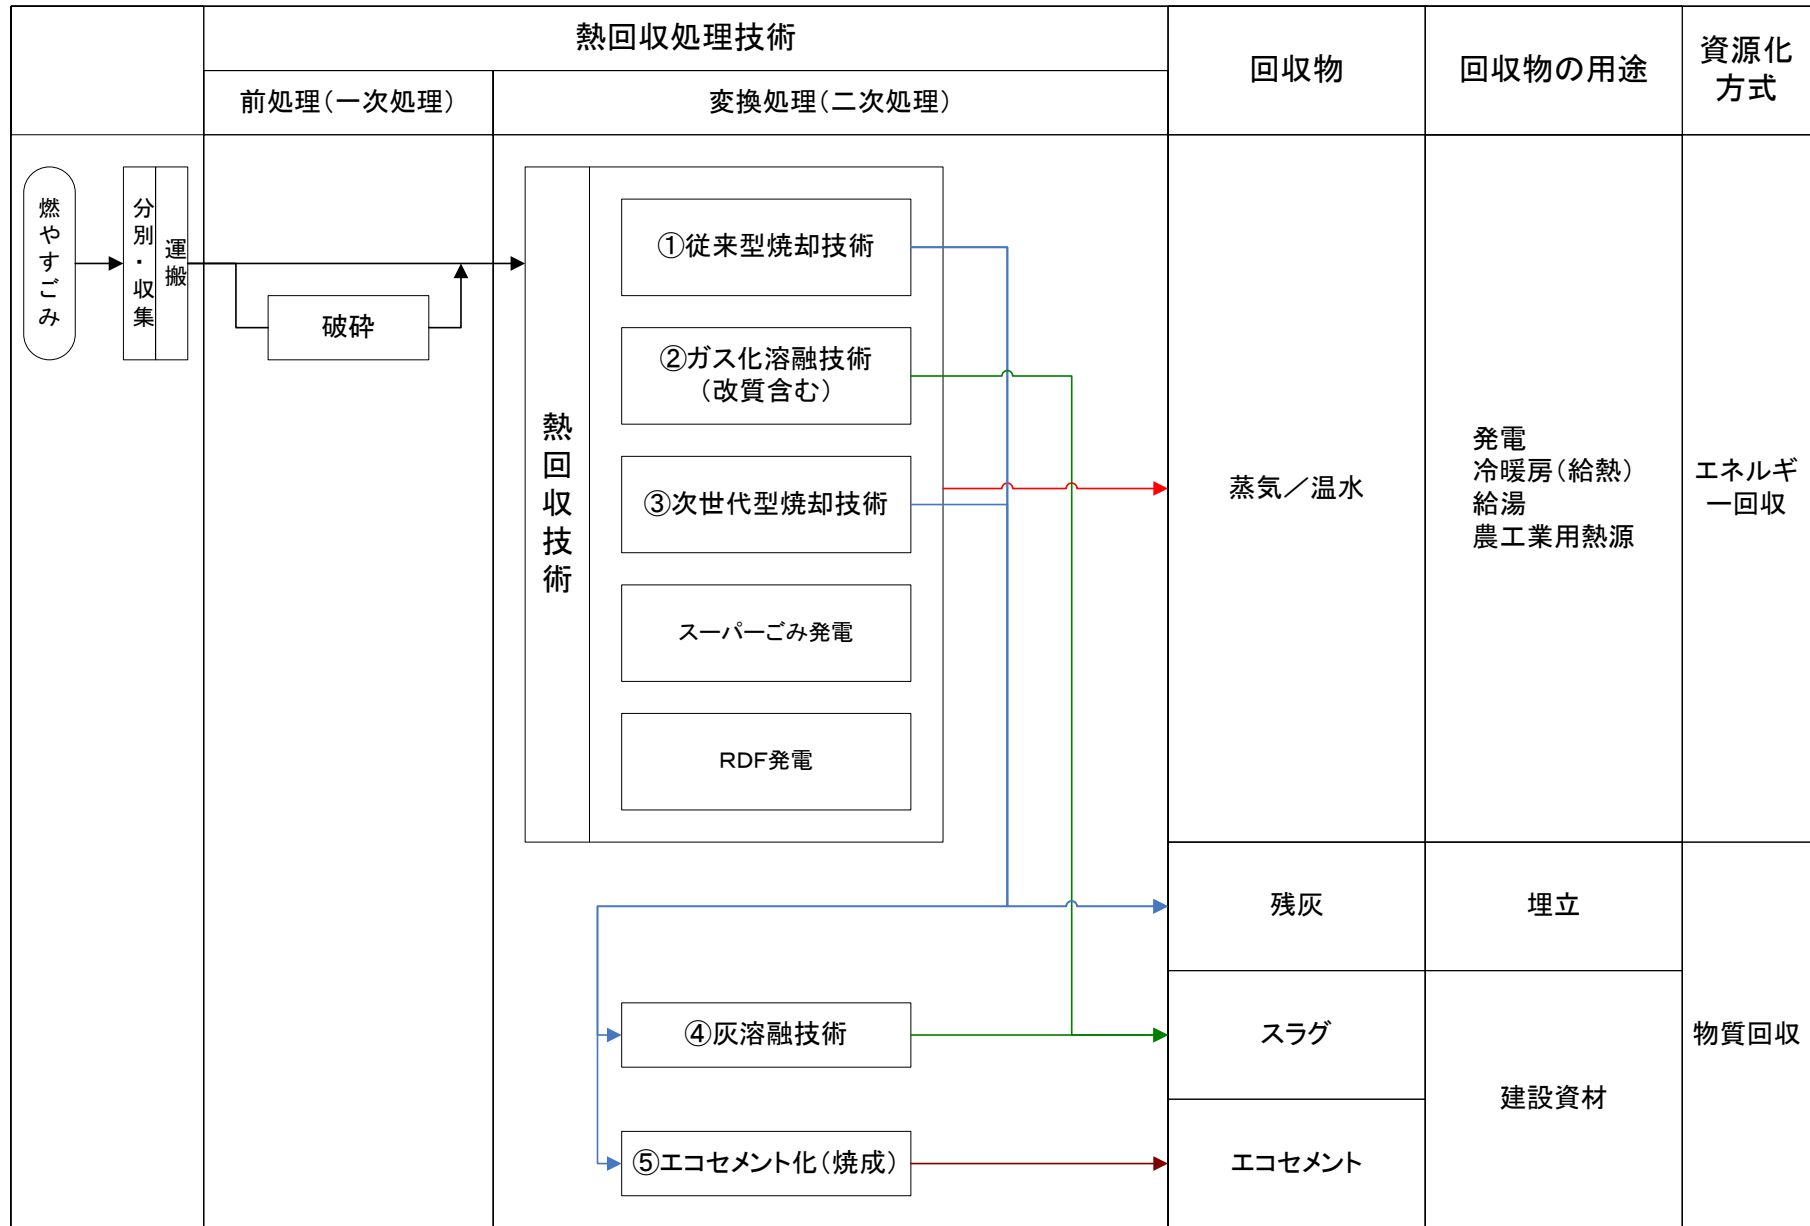 熱回収処理技術
回収物
回収物の用途
資源化
方式
前処理（一次処理）
変換処理（二次処理）
燃やすごみ
分別・収集
運搬
破砕
熱回収技術
①従来型焼却技術
②ガス化溶融技術
（改質含む）
③次世代型焼却技術
スーパーごみ発電
RDF発電
蒸気／温水
発電
冷暖房（給熱）
給湯
農工業用熱源
エネルギ
ー回収
残灰
埋立
④灰溶融技術
スラグ
建設資材
物質回収
⑤エコセメント化（焼成）
エコセメント